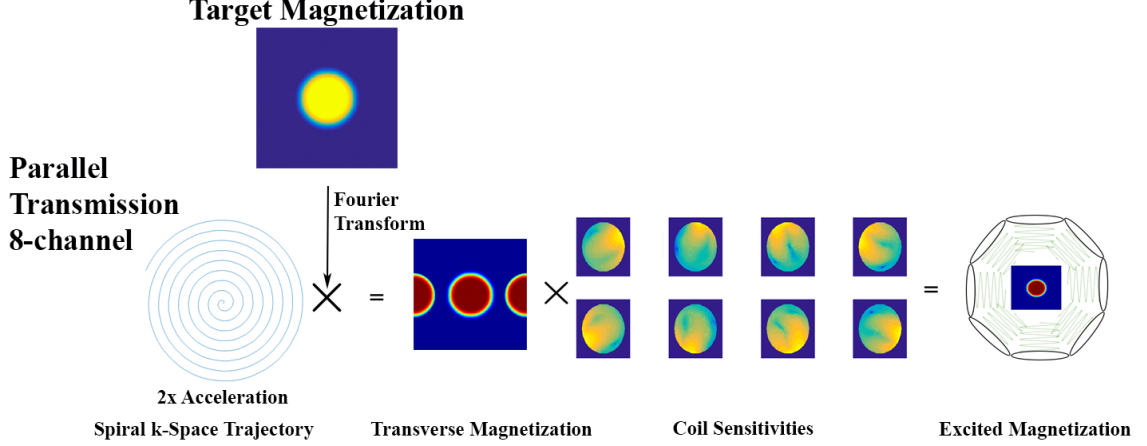 Target Magnetization
Parallel
Transmission
8-channel
Fourier
Transform
=
=
2x Acceleration
Spiral k-Space Trajectory
Transverse Magnetization
Coil Sensitivities
Excited Magnetization